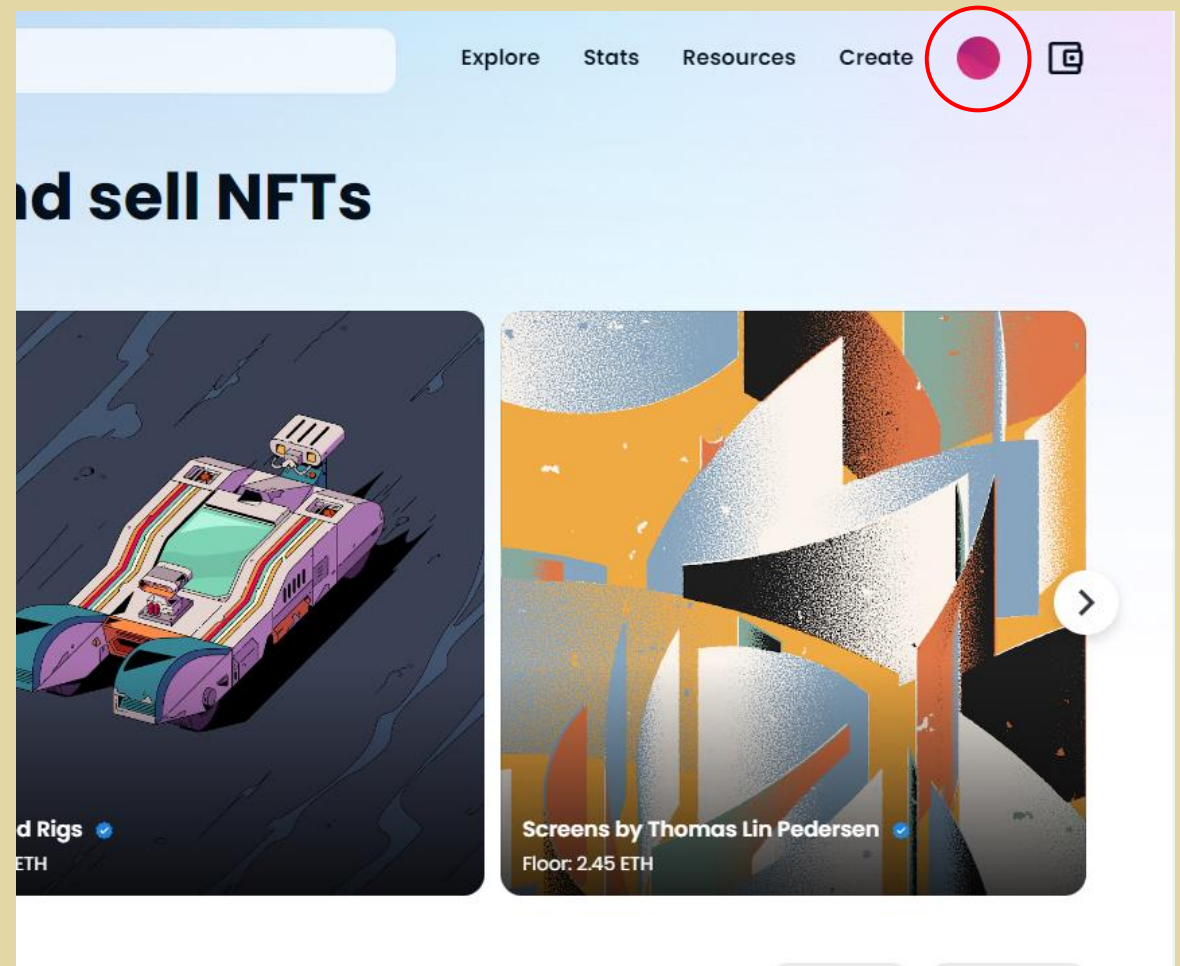 Explore Stats Resources Create
nd sell NFTs
d Rigs
ETH
Screens by Thomas Lin Pedersen
Floor: 2.45 ETH